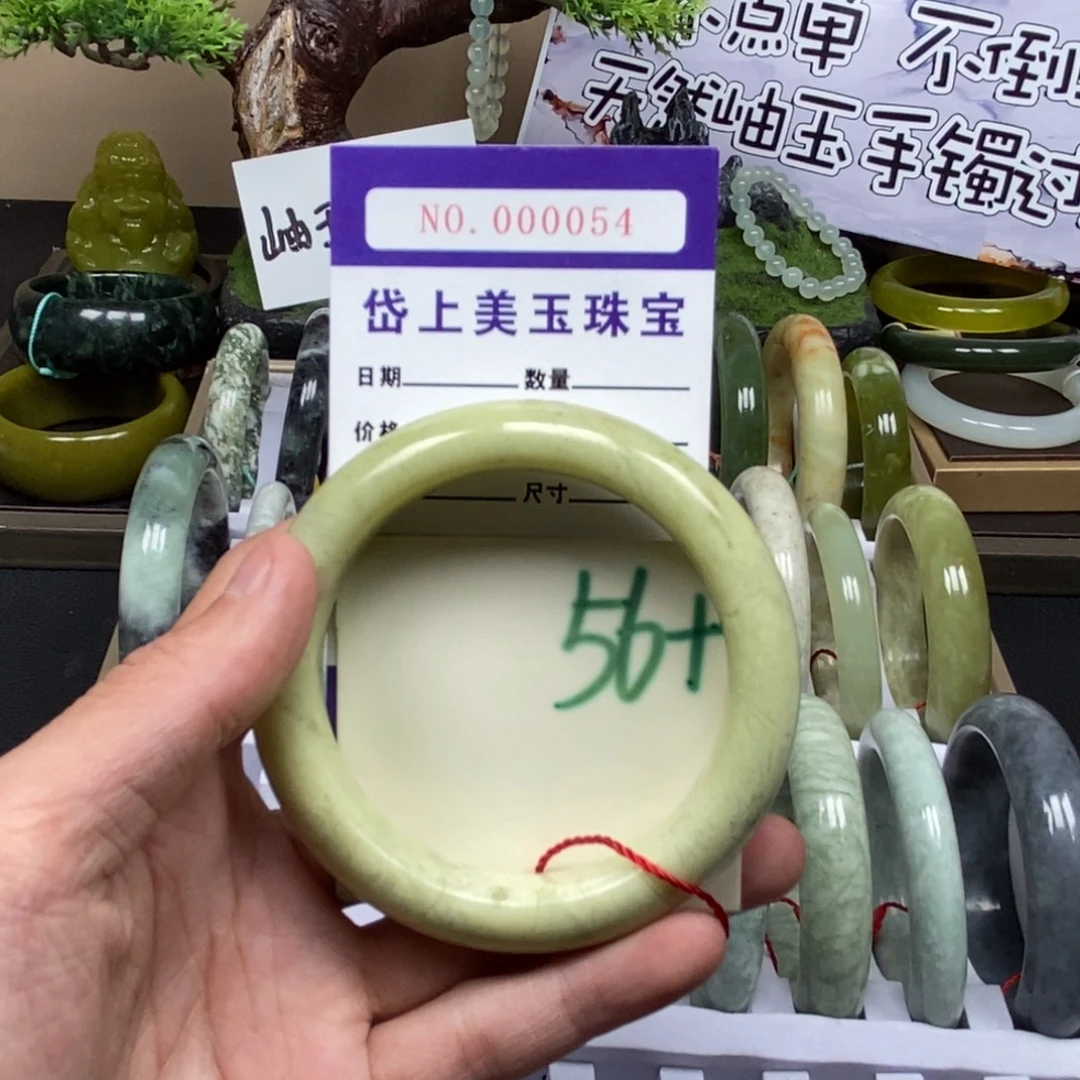 点单 不倒
天然岫玉手镯
岫玉
NO. 000054
岱上美玉珠宝
日期 数量
价格
尺寸
56+